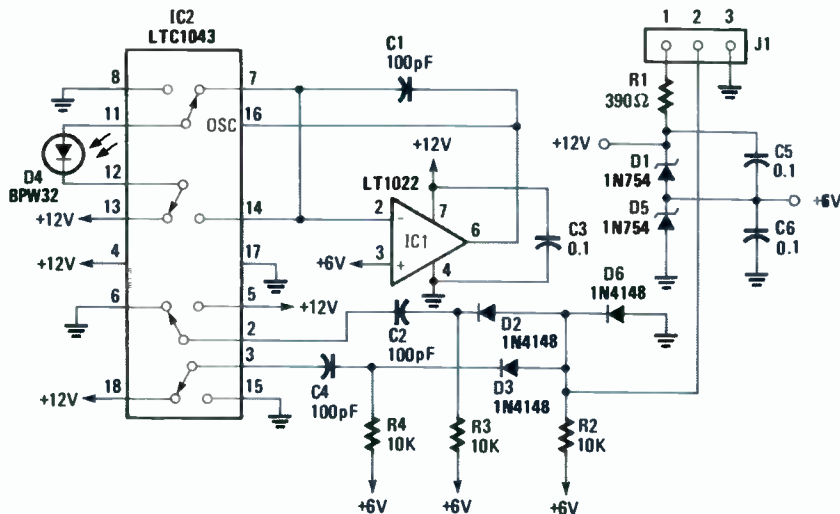 IC2
LTC1043
8
7
11
OSC
16
D4
BPW32
12
+12V
13
14
+12V
4
17
6
5
+12V
2
3
+12V
18
15
C1
100pF
+12V
LT1022
2
-
7
IC1
6
+6V
3
+
4
C3
0.1
C2
100pF
D2
1N4148
D6
1N4148
C4
100pF
D3
1N4148
R4
10K
R3
10K
R2
10K
+6V
+6V
+6V
1
2
3
J1
R1
390Ω
+12V
D1
1N754
C5
0.1
D5
1N754
+6V
C6
0.1